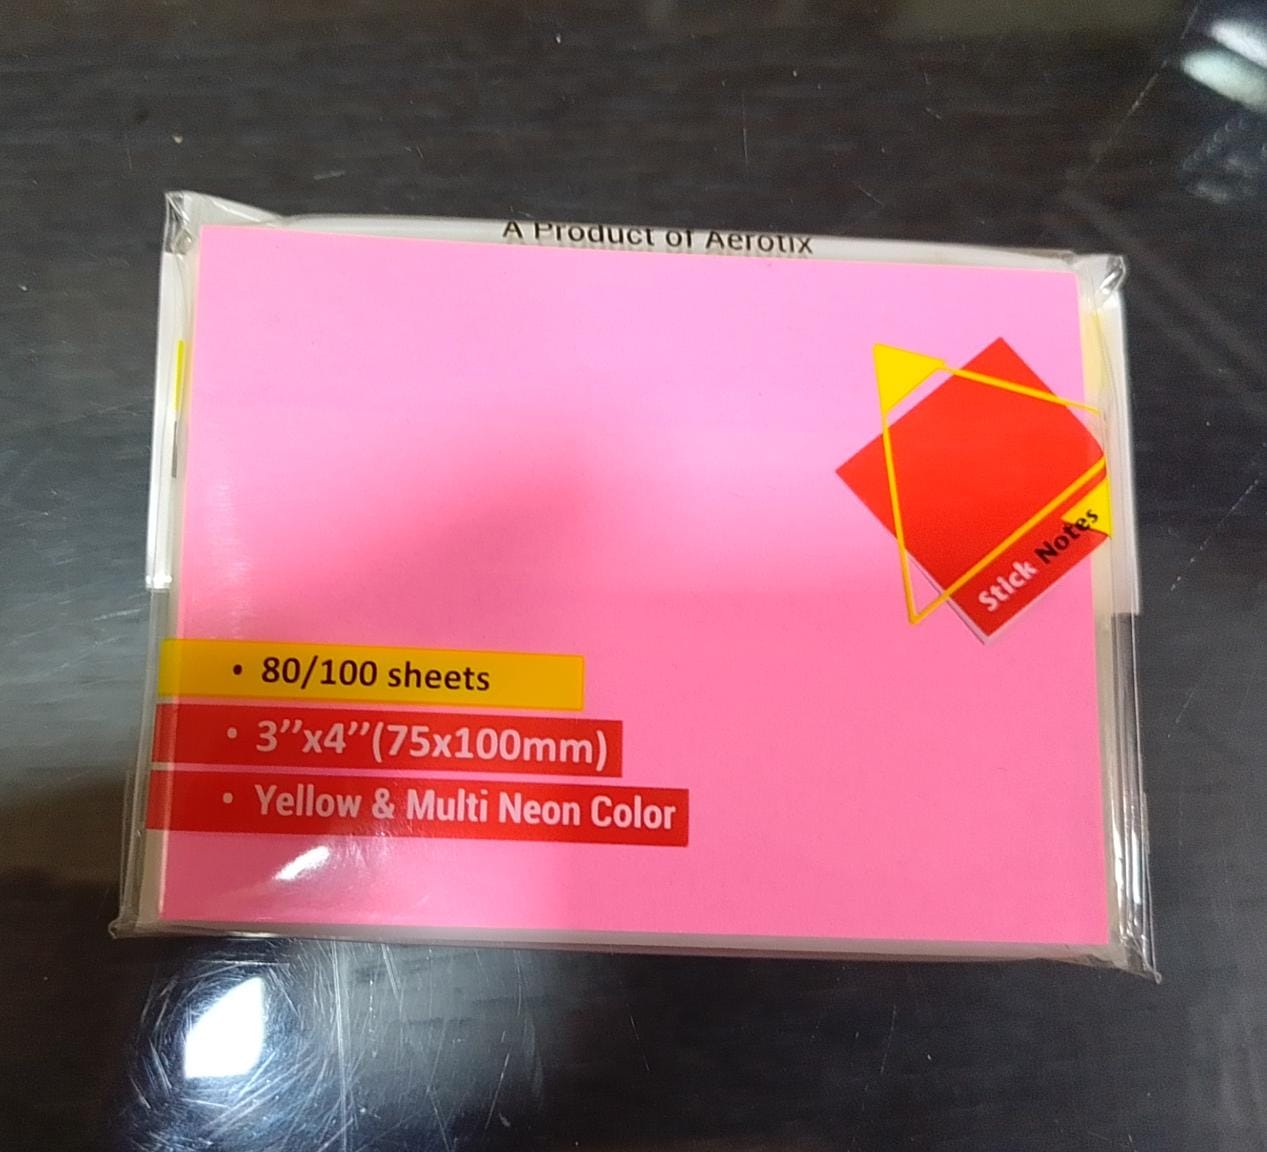 A Product of Aerotix
Stick Notes
• 80/100 sheets
• 3’’x4’’(75x100mm)
• Yellow & Multi Neon Color